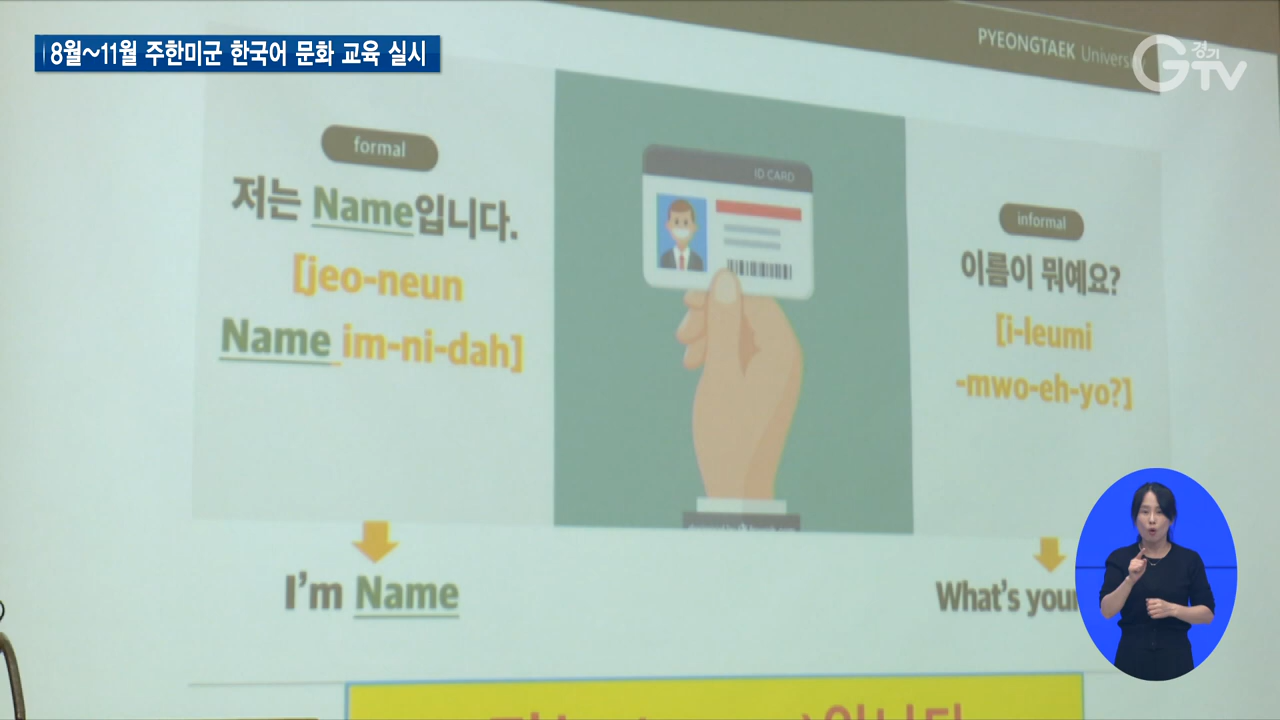 8월~11월 주한미군 한국어 문화 교육 실시
PYEONGTAEK University
경기
GTV
formal
저는 Name입니다.
[jeo-neun
Name im-ni-dah]
I'm Name
ID CARD
informal
이름이 뭐예요?
[i-leumi
-mwo-eh-yo?]
What's your